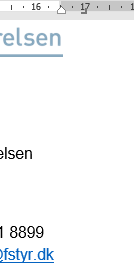 16 17
relsen
elsen
1 8899
@fstyr.dk